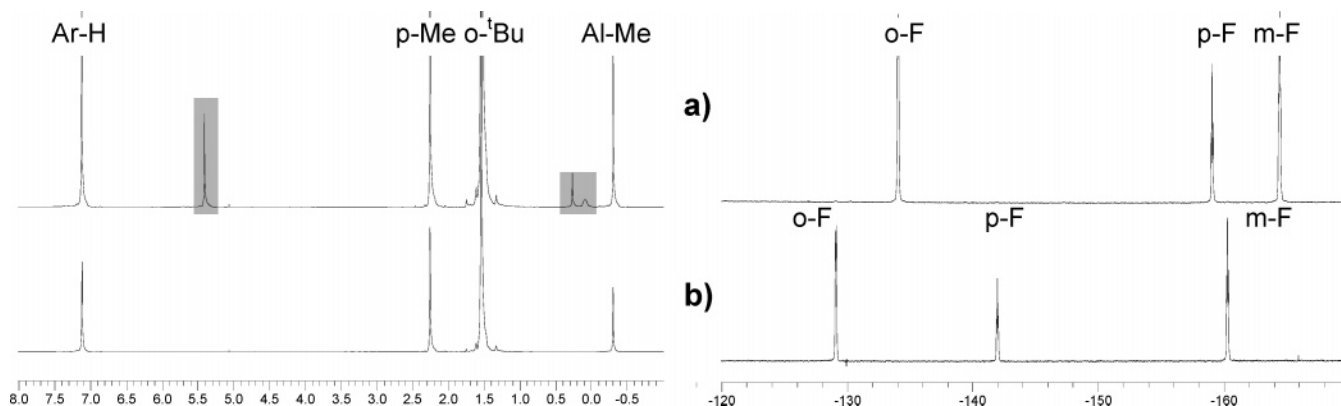 Ar-H p-Me o-ᵗBu Al-Me
a)
o-F p-F m-F
b)
o-F p-F m-F
8.0 7.5 7.0 6.5 6.0 5.5 5.0 4.5 4.0 3.5 3.0 2.5 2.0 1.5 1.0 0.5 0.0 -0.5
-120 -130 -140 -150 -160